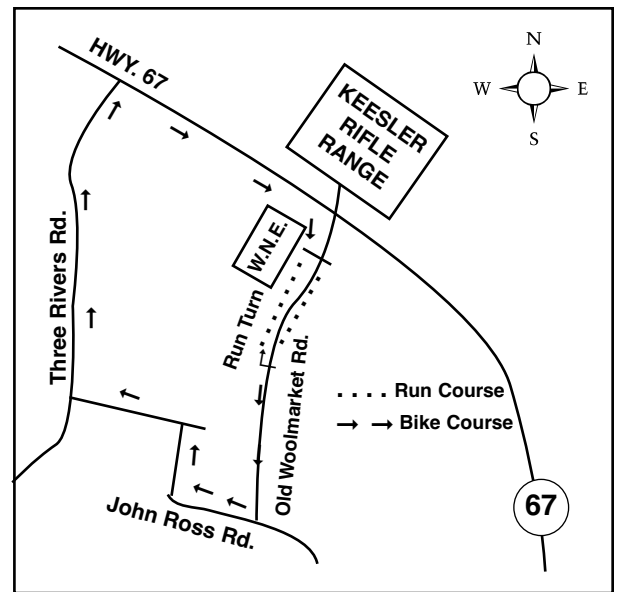 HWY. 67
N
W
E
S
KEESLER
RIFLE
RANGE
W.N.E.
Three Rivers Rd.
Run Turn
Old Woolmarket Rd.
. . . . Run Course
→ → Bike Course
John Ross Rd.
67